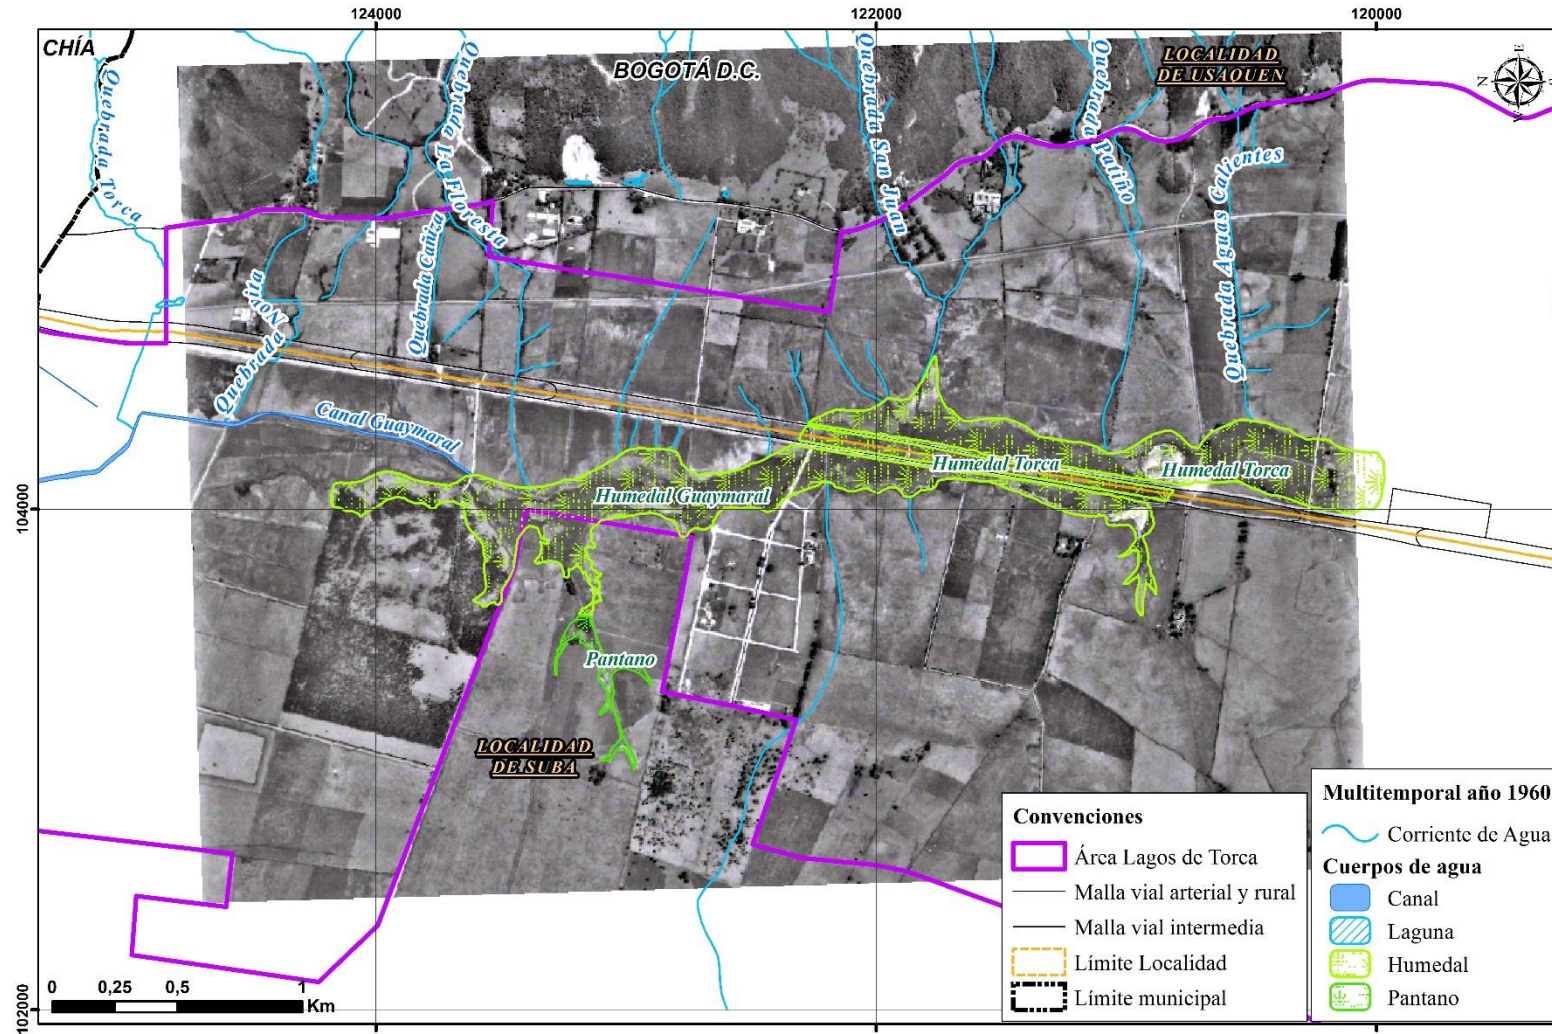 124000
122000
120000
CHÍA
BOGOTÁ D.C.
LOCALIDAD
DE USAQUEN
N
E
W
Quebrada Torca
Quebrada La Floresta
Quebrada San Juan
Quebrada Patiño
Quebrada Aguas Calientes
Quebrada Cañiza
Quebrada Novita
Canal Guaymaral
Humedal Torca
Humedal Torca
Humedal Guaymaral
104000
Pantano
LOCALIDAD
DE SUBA
102000
0 0,25 0,5 1
Km
Convenciones
Área Lagos de Torca
Malla vial arterial y rural
Malla vial intermedia
Límite Localidad
Límite municipal
Multitemporal año 1960
Corriente de Agua
Cuerpos de agua
Canal
Laguna
Humedal
Pantano